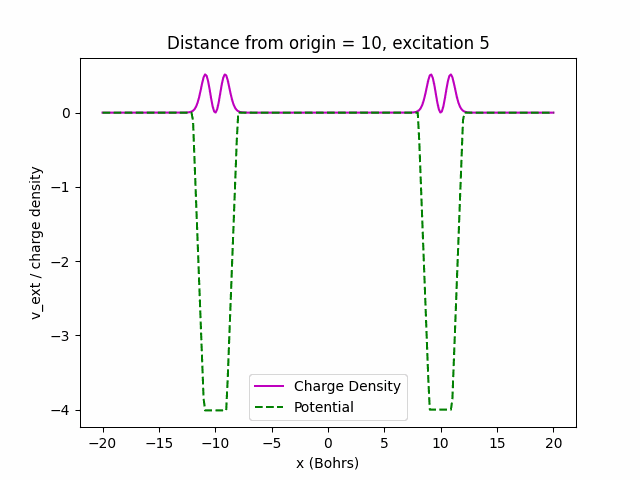 Distance from origin = 10, excitation 5
v_ext / charge density
0
−1
−2
−3
−4
Charge Density
Potential
−20 −15 −10 −5 0 5 10 15 20
x (Bohrs)